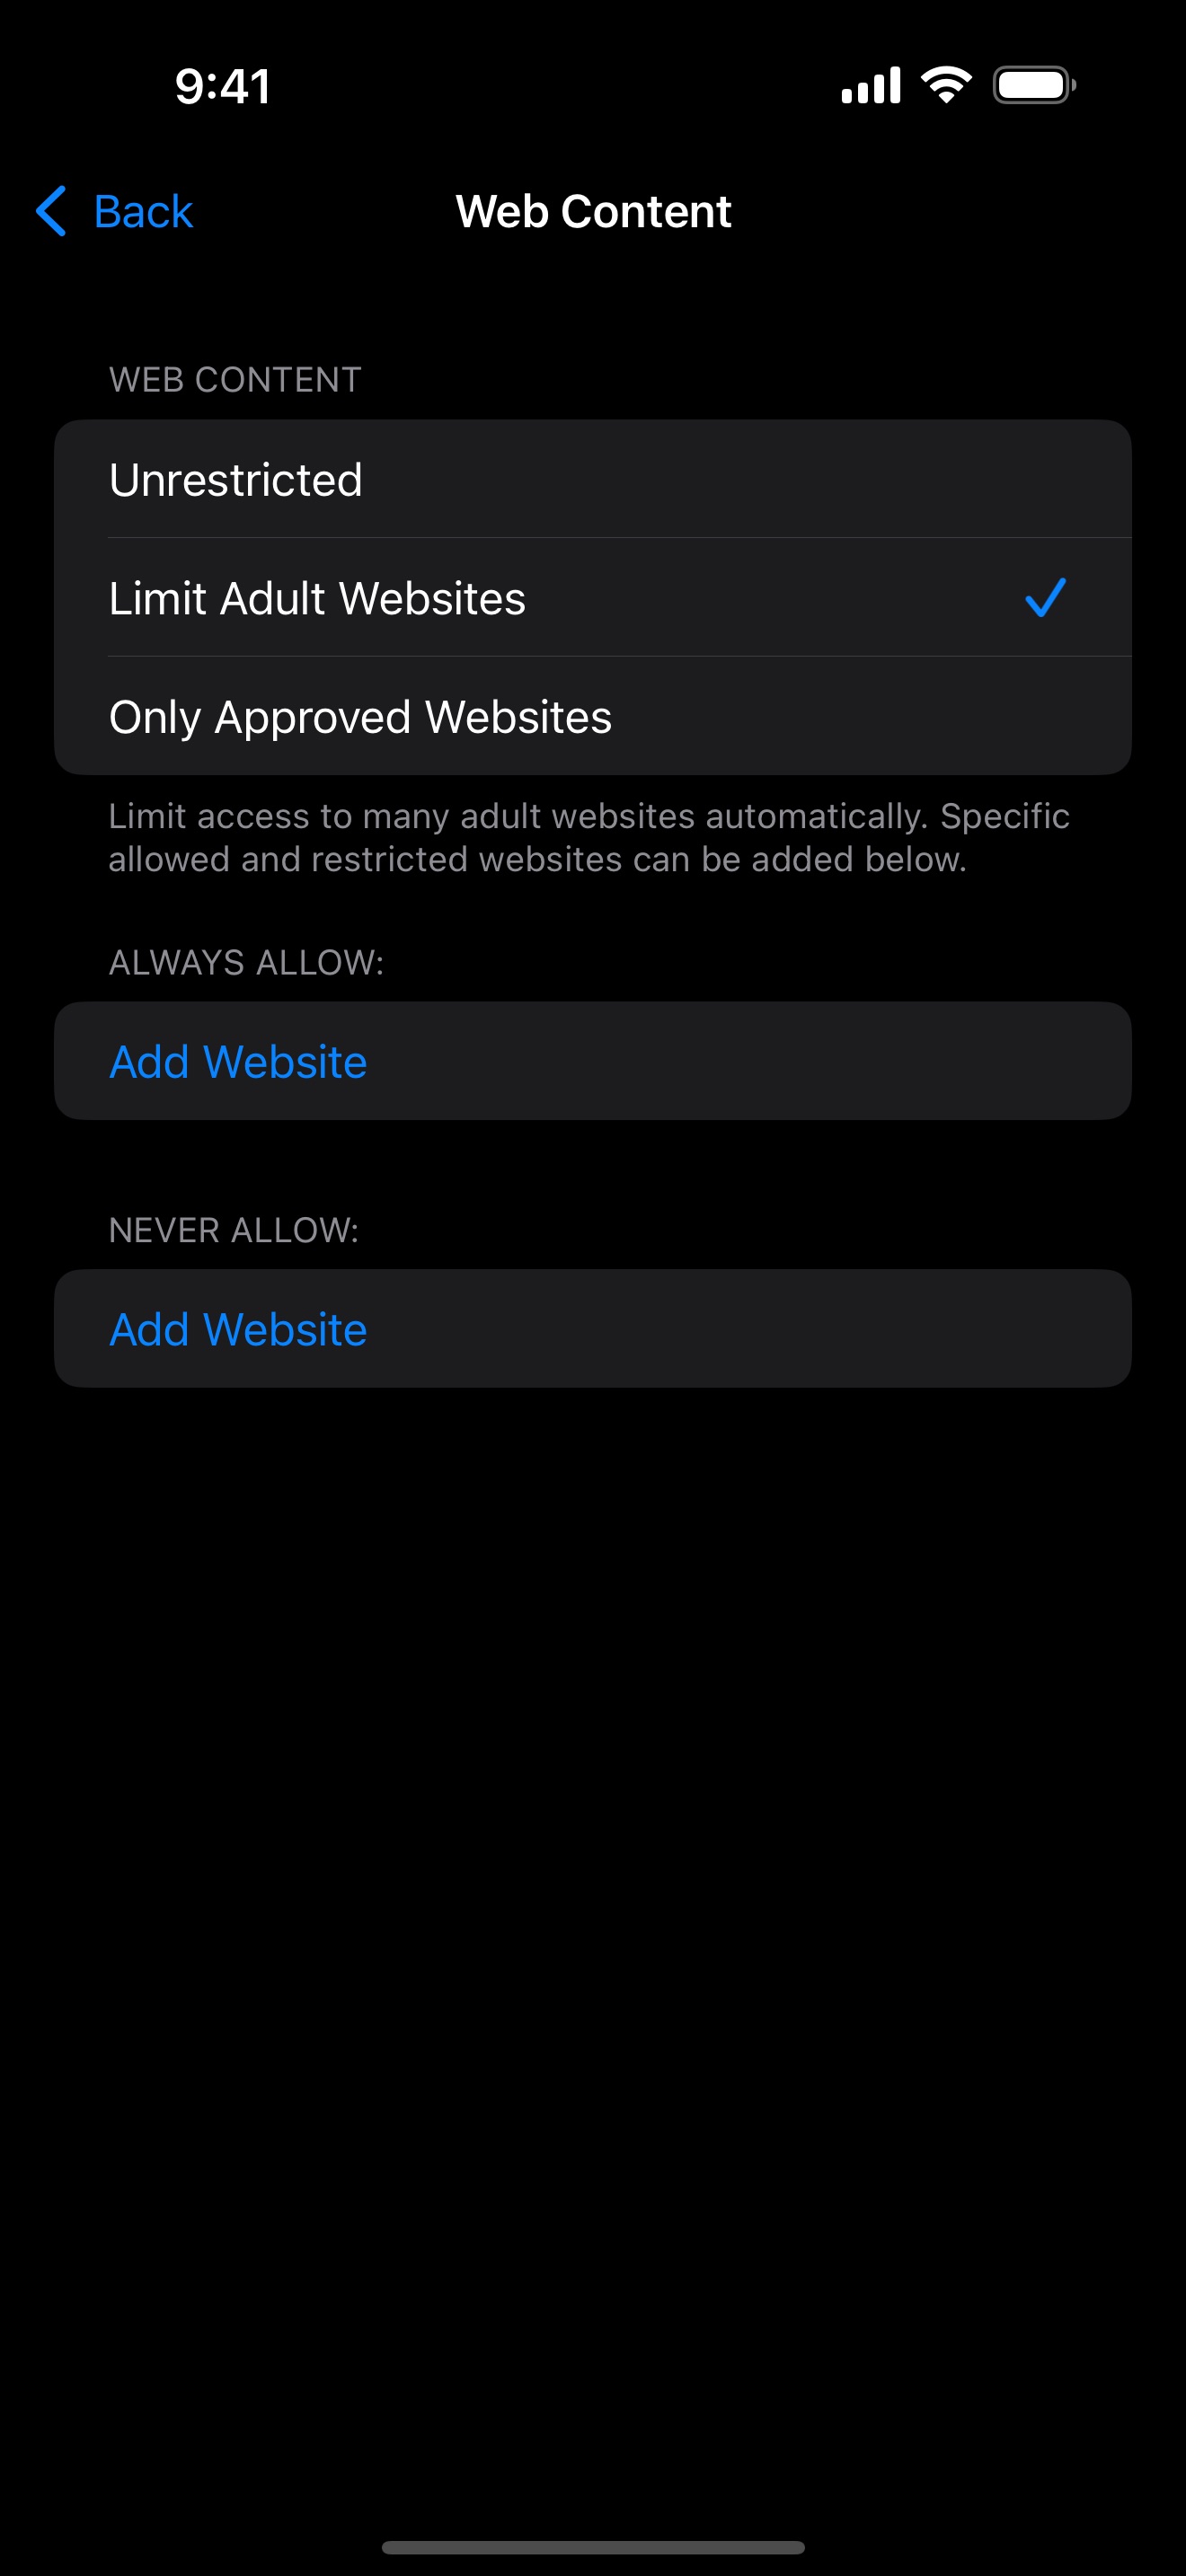 9:41
Back
Web Content
WEB CONTENT
Unrestricted
Limit Adult Websites
Only Approved Websites
Limit access to many adult websites automatically. Specific
allowed and restricted websites can be added below.
ALWAYS ALLOW:
Add Website
NEVER ALLOW:
Add Website